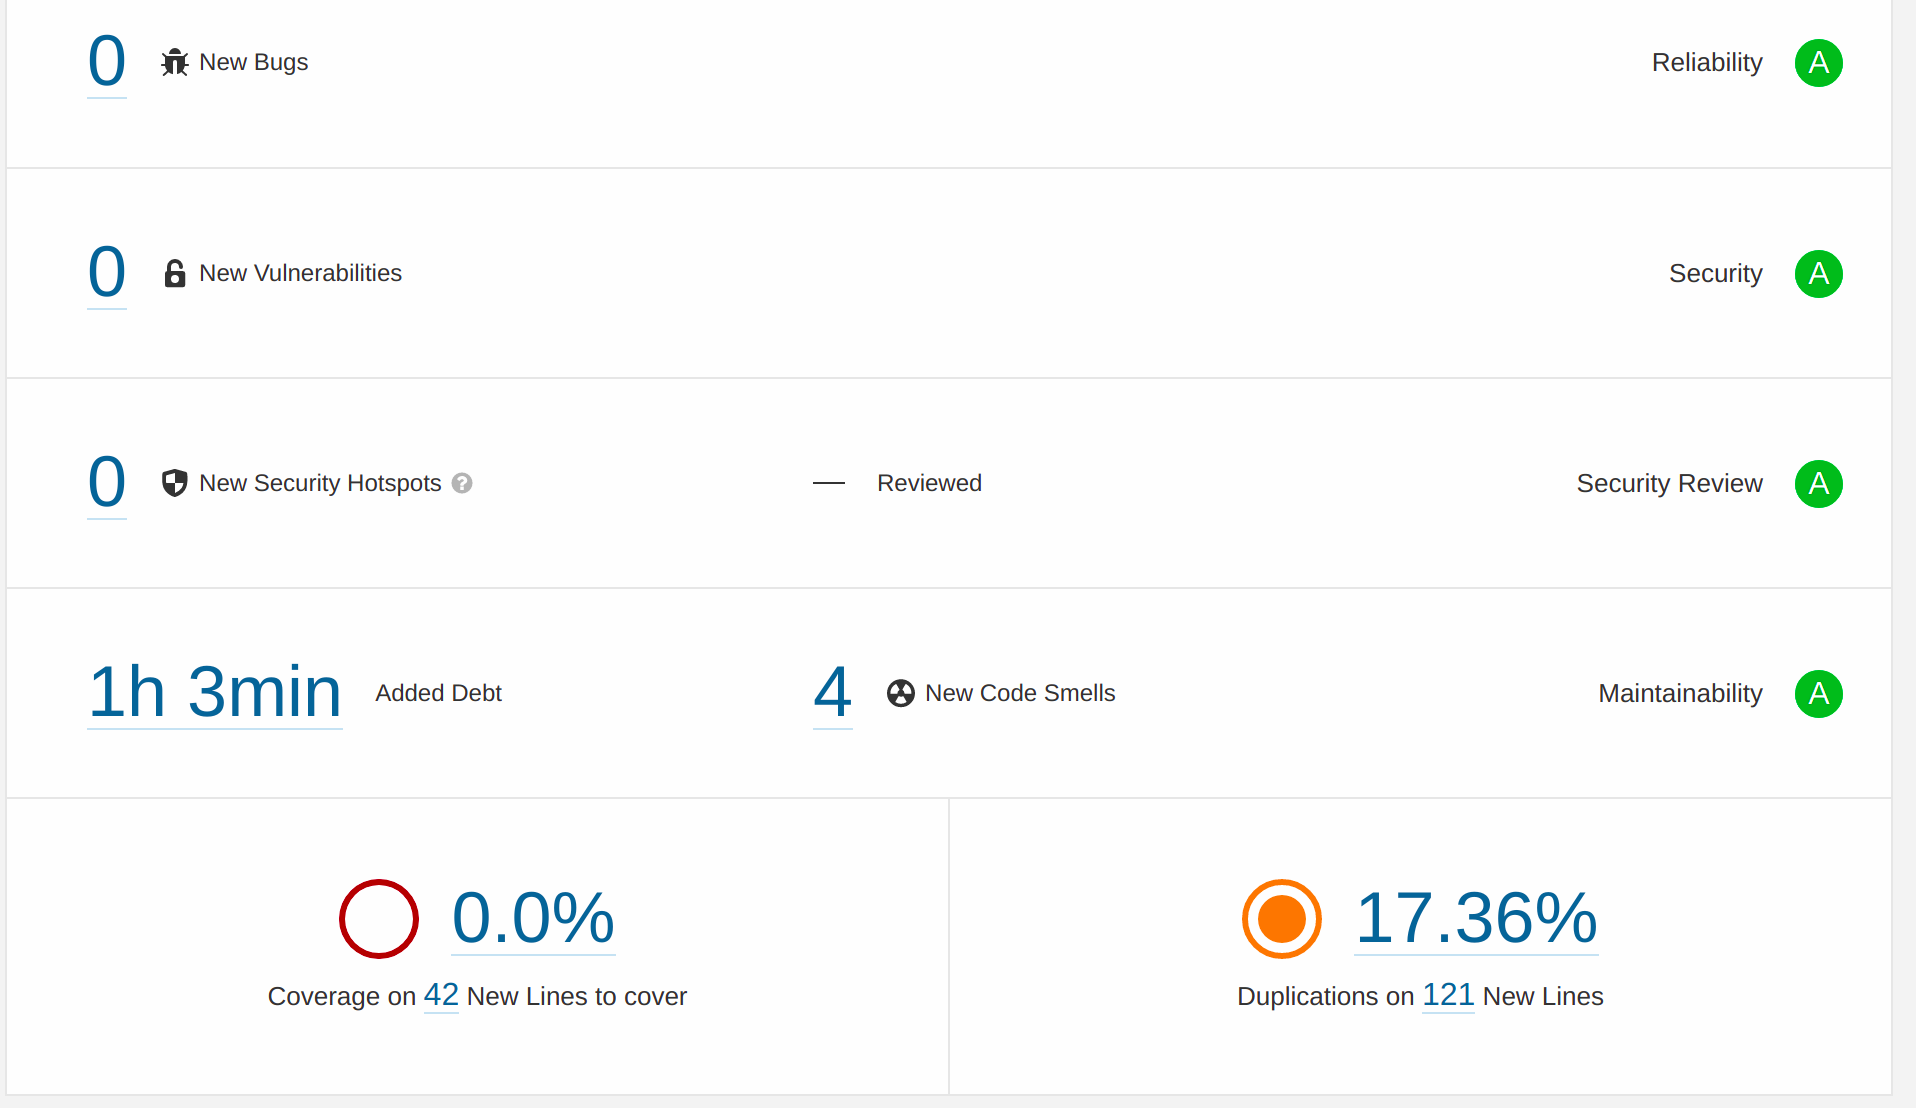 0 New Bugs Reliability A
0 New Vulnerabilities Security A
0 New Security Hotspots ? — Reviewed Security Review A
1h 3min Added Debt 4 New Code Smells Maintainability A
0.0%
Coverage on 42 New Lines to cover
17.36%
Duplications on 121 New Lines